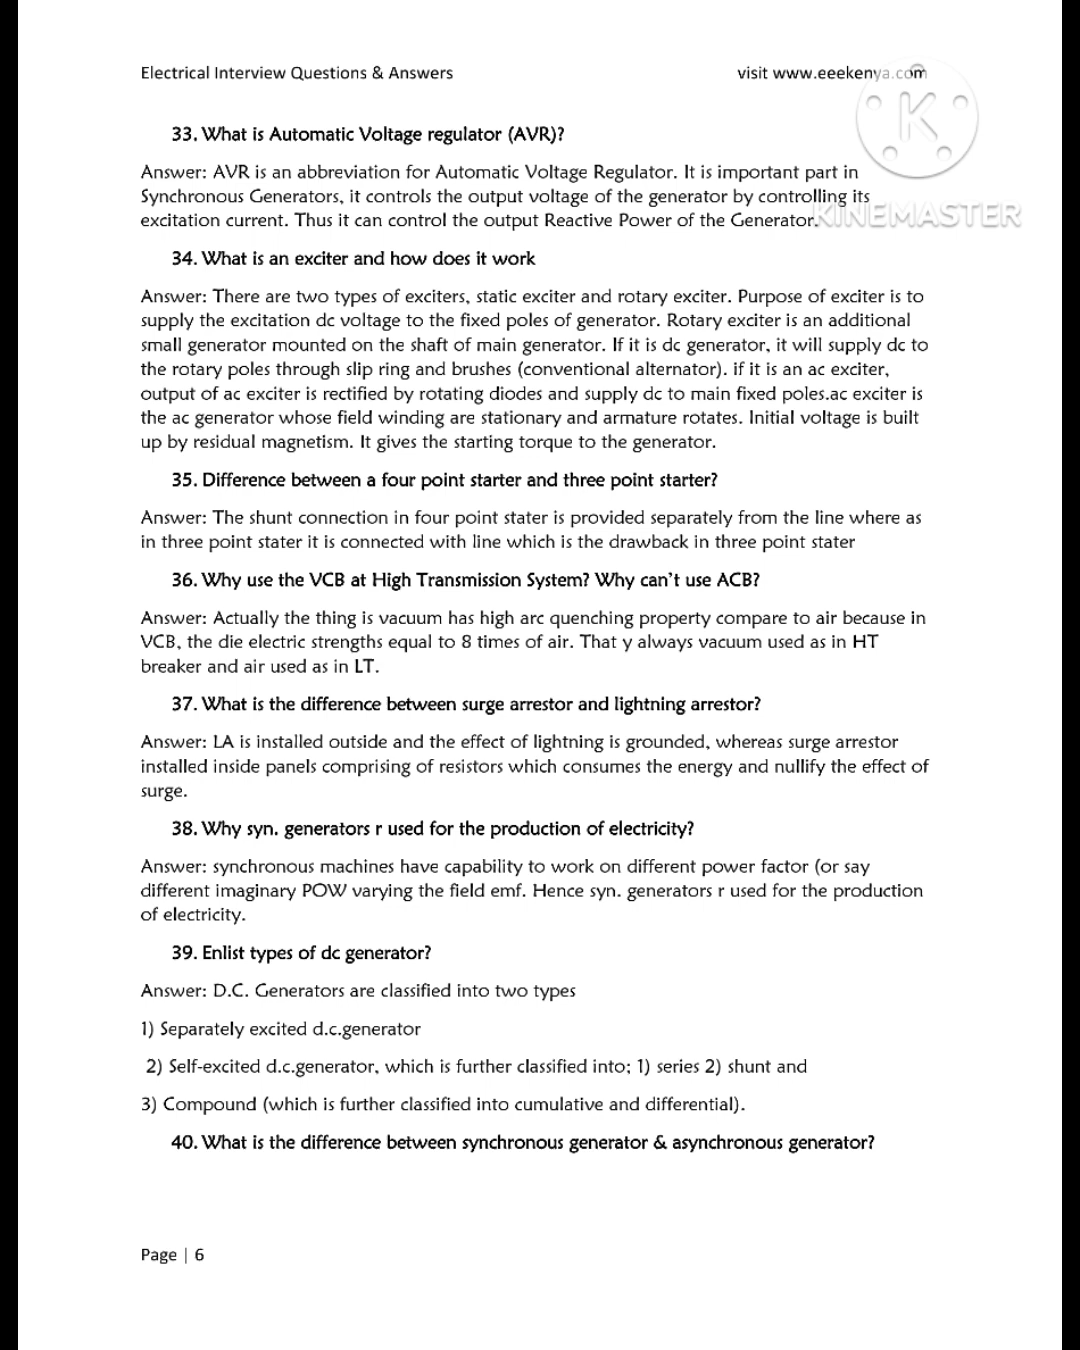 Electrical Interview Questions & Answers visit www.eeekenya.com
33. What is Automatic Voltage regulator (AVR)?
Answer: AVR is an abbreviation for Automatic Voltage Regulator. It is important part in
Synchronous Generators, it controls the output voltage of the generator by controlling its
excitation current. Thus it can control the output Reactive Power of the Generator.
K
KINEMASTER
34. What is an exciter and how does it work
Answer: There are two types of exciters, static exciter and rotary exciter. Purpose of exciter is to
supply the excitation dc voltage to the fixed poles of generator. Rotary exciter is an additional
small generator mounted on the shaft of main generator. If it is dc generator, it will supply dc to
the rotary poles through slip ring and brushes (conventional alternator). if it is an ac exciter,
output of ac exciter is rectified by rotating diodes and supply dc to main fixed poles.ac exciter is
the ac generator whose field winding are stationary and armature rotates. Initial voltage is built
up by residual magnetism. It gives the starting torque to the generator.
35. Difference between a four point starter and three point starter?
Answer: The shunt connection in four point stater is provided separately from the line where as
in three point stater it is connected with line which is the drawback in three point stater
36. Why use the VCB at High Transmission System? Why can't use ACB?
Answer: Actually the thing is vacuum has high arc quenching property compare to air because in
VCB, the die electric strengths equal to 8 times of air. That y always vacuum used as in HT
breaker and air used as in LT.
37. What is the difference between surge arrestor and lightning arrestor?
Answer: LA is installed outside and the effect of lightning is grounded, whereas surge arrestor
installed inside panels comprising of resistors which consumes the energy and nullify the effect of
surge.
38. Why syn. generators r used for the production of electricity?
Answer: synchronous machines have capability to work on different power factor (or say
different imaginary POW varying the field emf. Hence syn. generators r used for the production
of electricity.
39. Enlist types of dc generator?
Answer: D.C. Generators are classified into two types
1) Separately excited d.c.generator
2) Self-excited d.c.generator, which is further classified into; 1) series 2) shunt and
3) Compound (which is further classified into cumulative and differential).
40. What is the difference between synchronous generator & asynchronous generator?
Page | 6